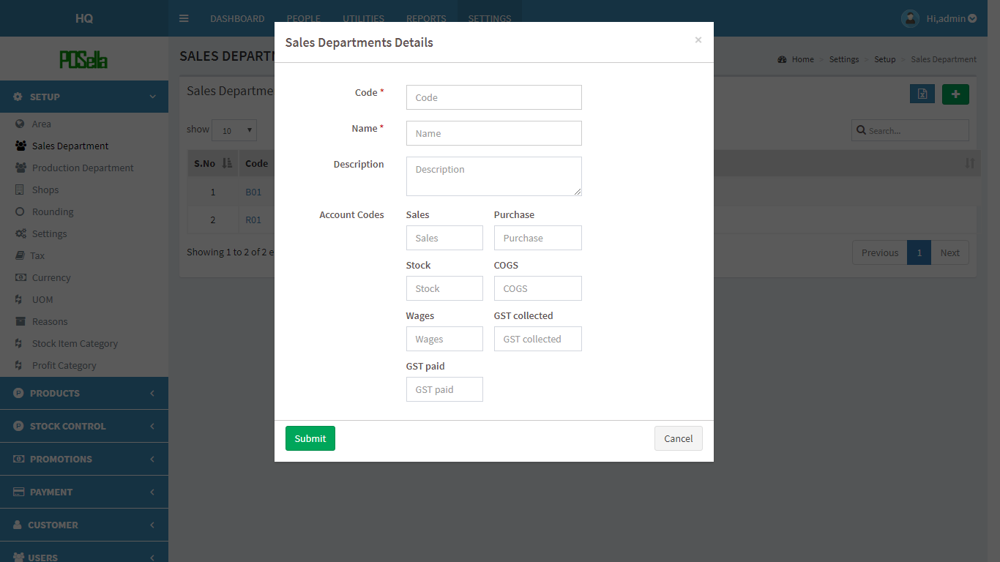 HQ
DASHBOARD PEOPLE UTILITIES REPORTS SETTINGS
Hi,admin
POSella
SALES DEPARTM
Home Settings Setup Sales Department
SETUP
Area
Sales Department
Production Department
Shops
Rounding
Settings
Tax
Currency
UOM
Reasons
Stock Item Category
Profit Category
PRODUCTS
STOCK CONTROL
PROMOTIONS
PAYMENT
CUSTOMER
USERS
Sales Departme
show 10
Search...
S.No Code
1 B01
2 R01
Showing 1 to 2 of 2 e
Previous 1 Next
Sales Departments Details
×
Code *
Code
Name *
Name
Description
Description
Account Codes
Sales Purchase
Sales Purchase
Stock COGS
Stock COGS
Wages GST collected
Wages GST collected
GST paid
GST paid
Submit Cancel